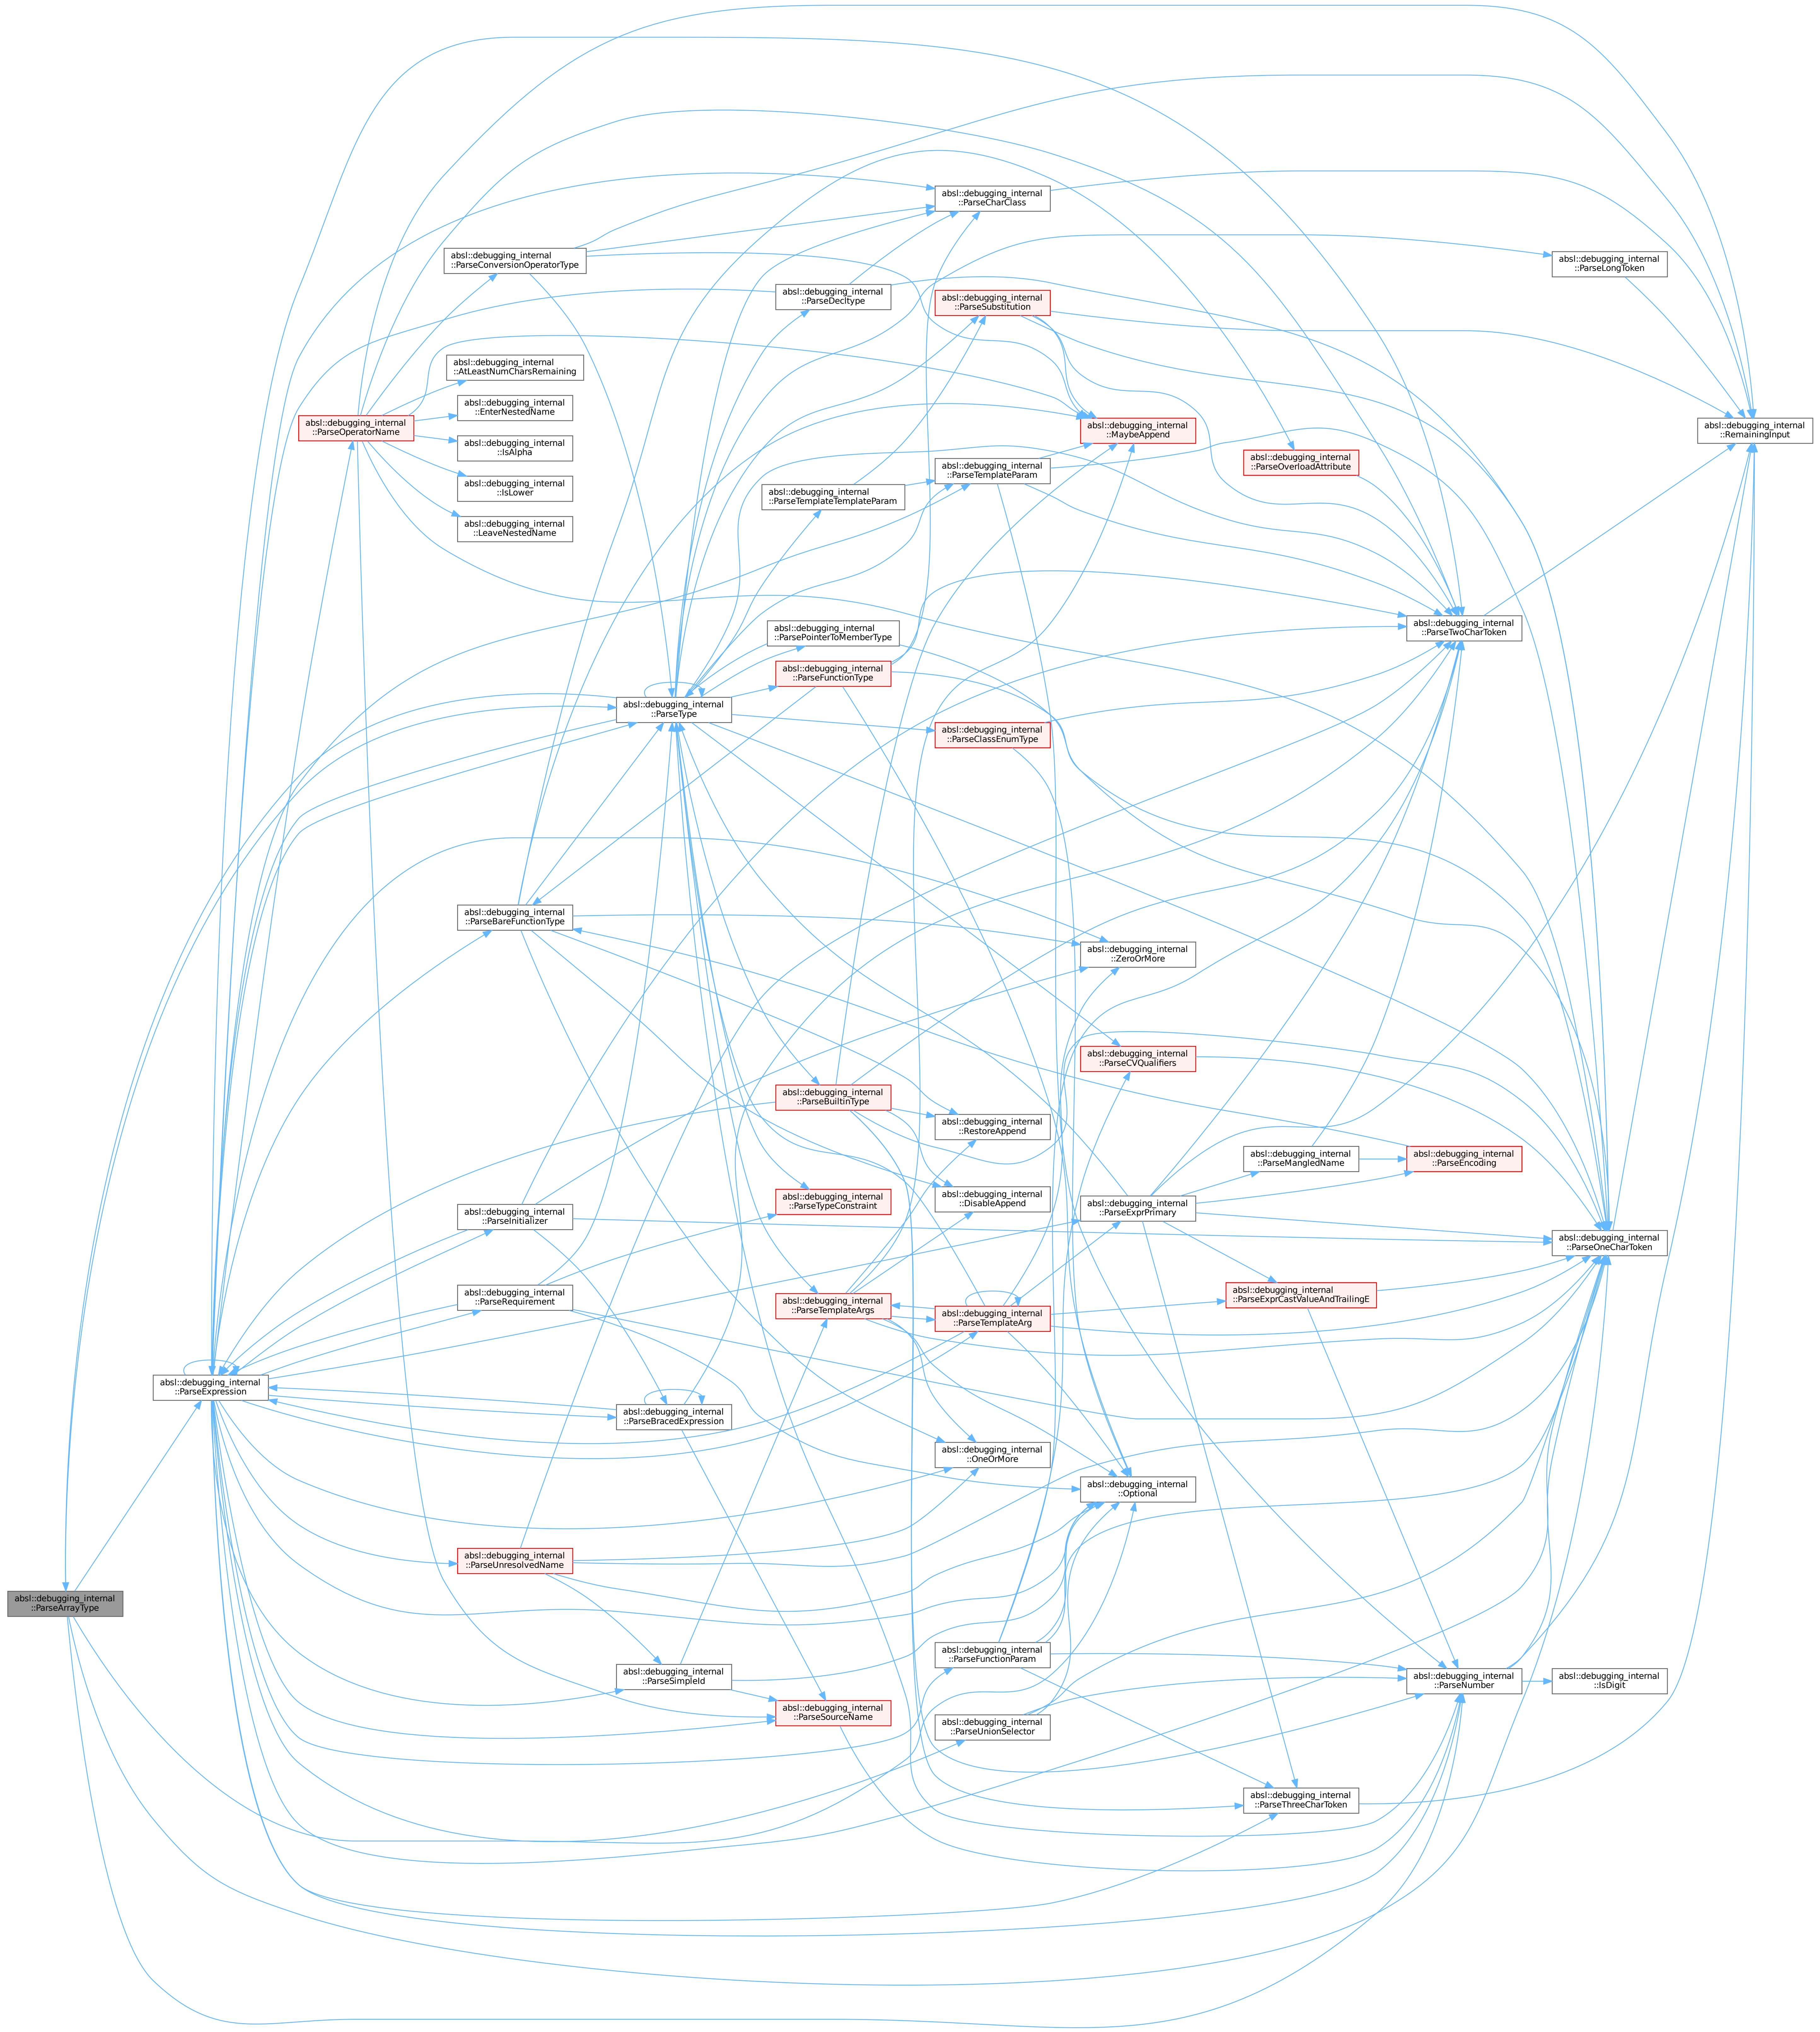 absl::debugging_internal
::ParseCharClass
absl::debugging_internal
::ParseConversionOperatorType
absl::debugging_internal
::ParseLongToken
absl::debugging_internal
::ParseDecltype
absl::debugging_internal
::ParseSubstitution
absl::debugging_internal
::AtLeastNumCharsRemaining
absl::debugging_internal
::EnterNestedName
absl::debugging_internal
::ParseOperatorName
absl::debugging_internal
::MaybeAppend
absl::debugging_internal
::RemainingInput
absl::debugging_internal
::IsAlpha
absl::debugging_internal
::ParseOverloadAttribute
absl::debugging_internal
::ParseTemplateParam
absl::debugging_internal
::IsLower
absl::debugging_internal
::ParseTemplateTemplateParam
absl::debugging_internal
::LeaveNestedName
absl::debugging_internal
::ParseTwoCharToken
absl::debugging_internal
::ParsePointerToMemberType
absl::debugging_internal
::ParseFunctionType
absl::debugging_internal
::ParseType
absl::debugging_internal
::ParseClassEnumType
absl::debugging_internal
::ParseBareFunctionType
absl::debugging_internal
::ZeroOrMore
absl::debugging_internal
::ParseCVQualifiers
absl::debugging_internal
::ParseBuiltinType
absl::debugging_internal
::RestoreAppend
absl::debugging_internal
::ParseMangledName
absl::debugging_internal
::ParseEncoding
absl::debugging_internal
::ParseTypeConstraint
absl::debugging_internal
::DisableAppend
absl::debugging_internal
::ParseExprPrimary
absl::debugging_internal
::ParseInitializer
absl::debugging_internal
::ParseOneCharToken
absl::debugging_internal
::ParseRequirement
absl::debugging_internal
::ParseTemplateArgs
absl::debugging_internal
::ParseTemplateArg
absl::debugging_internal
::ParseExprCastValueAndTrailingE
absl::debugging_internal
::ParseExpression
absl::debugging_internal
::ParseBracedExpression
absl::debugging_internal
::OneOrMore
absl::debugging_internal
::Optional
absl::debugging_internal
::ParseUnresolvedName
absl::debugging_internal
::ParseArrayType
absl::debugging_internal
::ParseFunctionParam
absl::debugging_internal
::ParseSimpleId
absl::debugging_internal
::ParseNumber
absl::debugging_internal
::IsDigit
absl::debugging_internal
::ParseSourceName
absl::debugging_internal
::ParseUnionSelector
absl::debugging_internal
::ParseThreeCharToken